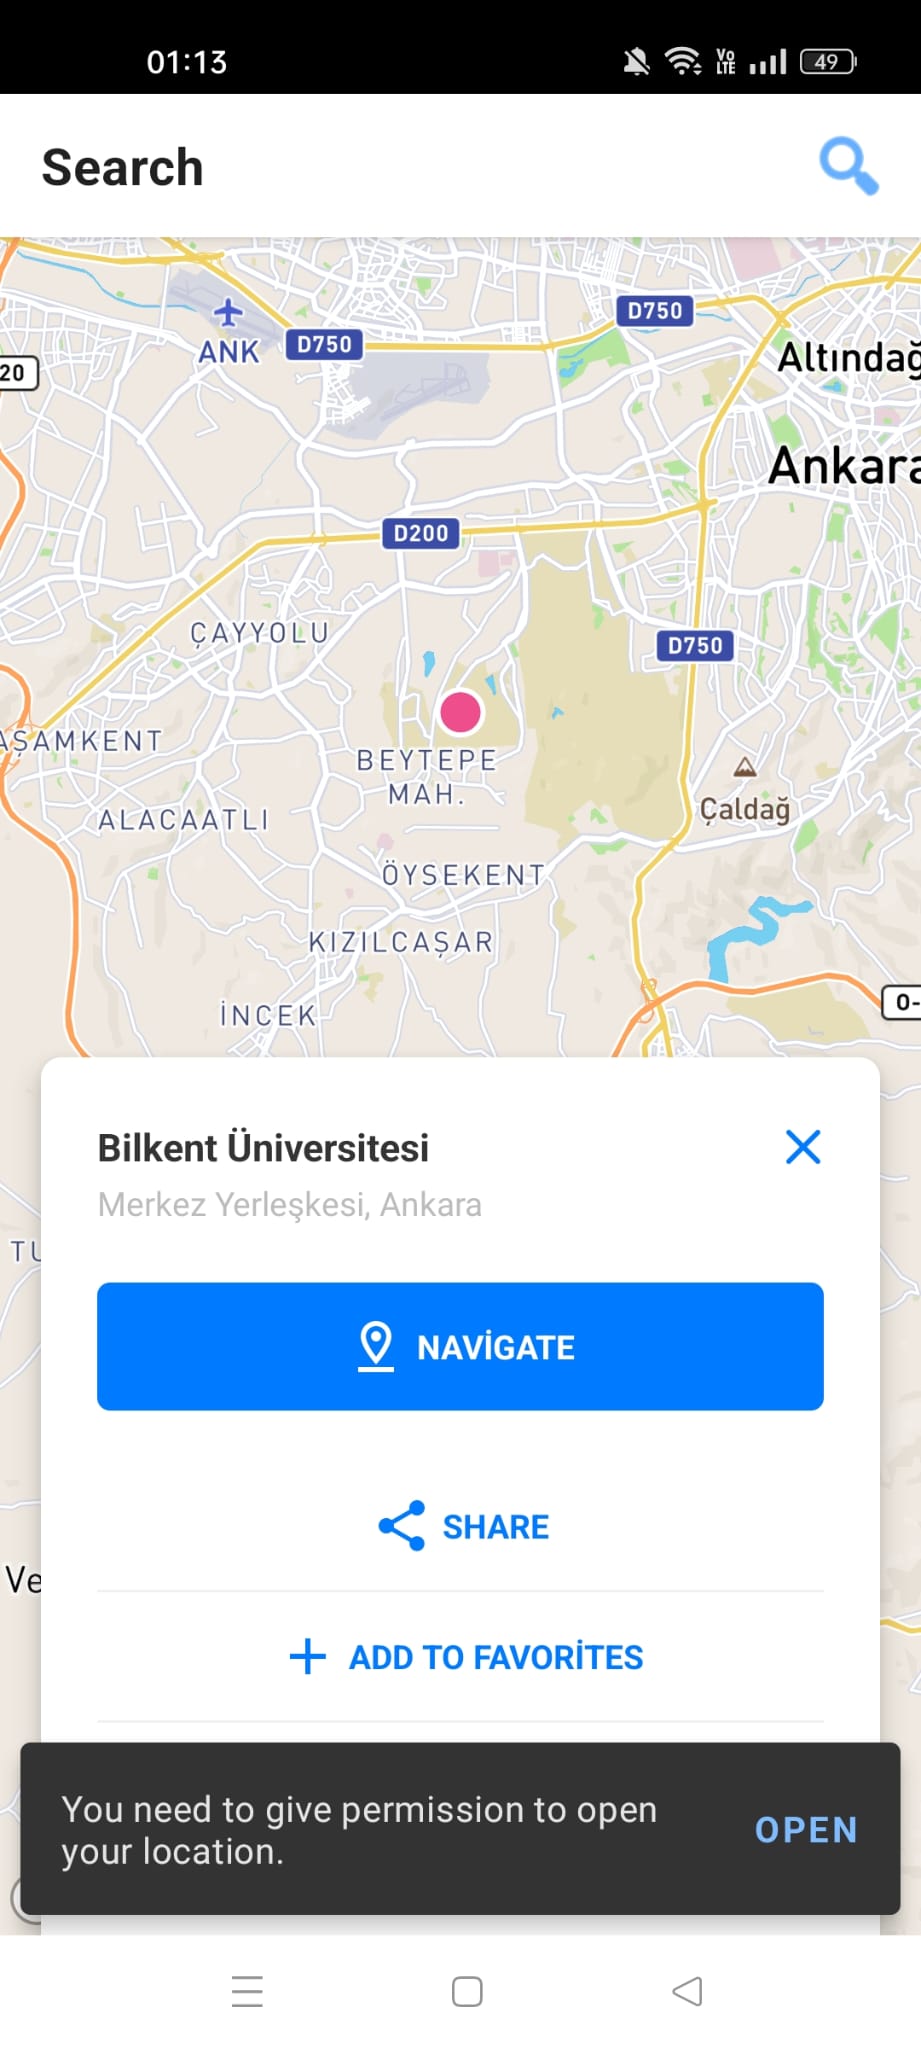 01:13
VoLTE
49
Search
D750
D750
ANK
20
Altındağ
Ankara
D200
ÇAYYOLU
D750
AŞAMKENT
BEYTEPE
MAH.
Çaldağ
ALACAATLI
ÖYSEKENT
KIZILCAŞAR
İNCEK
O-
Bilkent Üniversitesi
Merkez Yerleşkesi, Ankara
TU
NAVİGATE
SHARE
Ve
ADD TO FAVORİTES
You need to give permission to open
your location.
OPEN